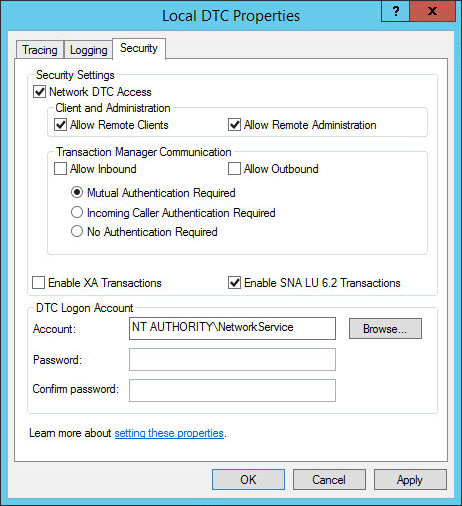 Local DTC Properties
? X
Tracing Logging Security
Security Settings
Network DTC Access
Client and Administration
Allow Remote Clients Allow Remote Administration
Transaction Manager Communication
Allow Inbound Allow Outbound
Mutual Authentication Required
Incoming Caller Authentication Required
No Authentication Required
Enable XA Transactions Enable SNA LU 6.2 Transactions
DTC Logon Account
Account: NT AUTHORITY\NetworkService Browse...
Password:
Confirm password:
Learn more about setting these properties.
OK Cancel Apply